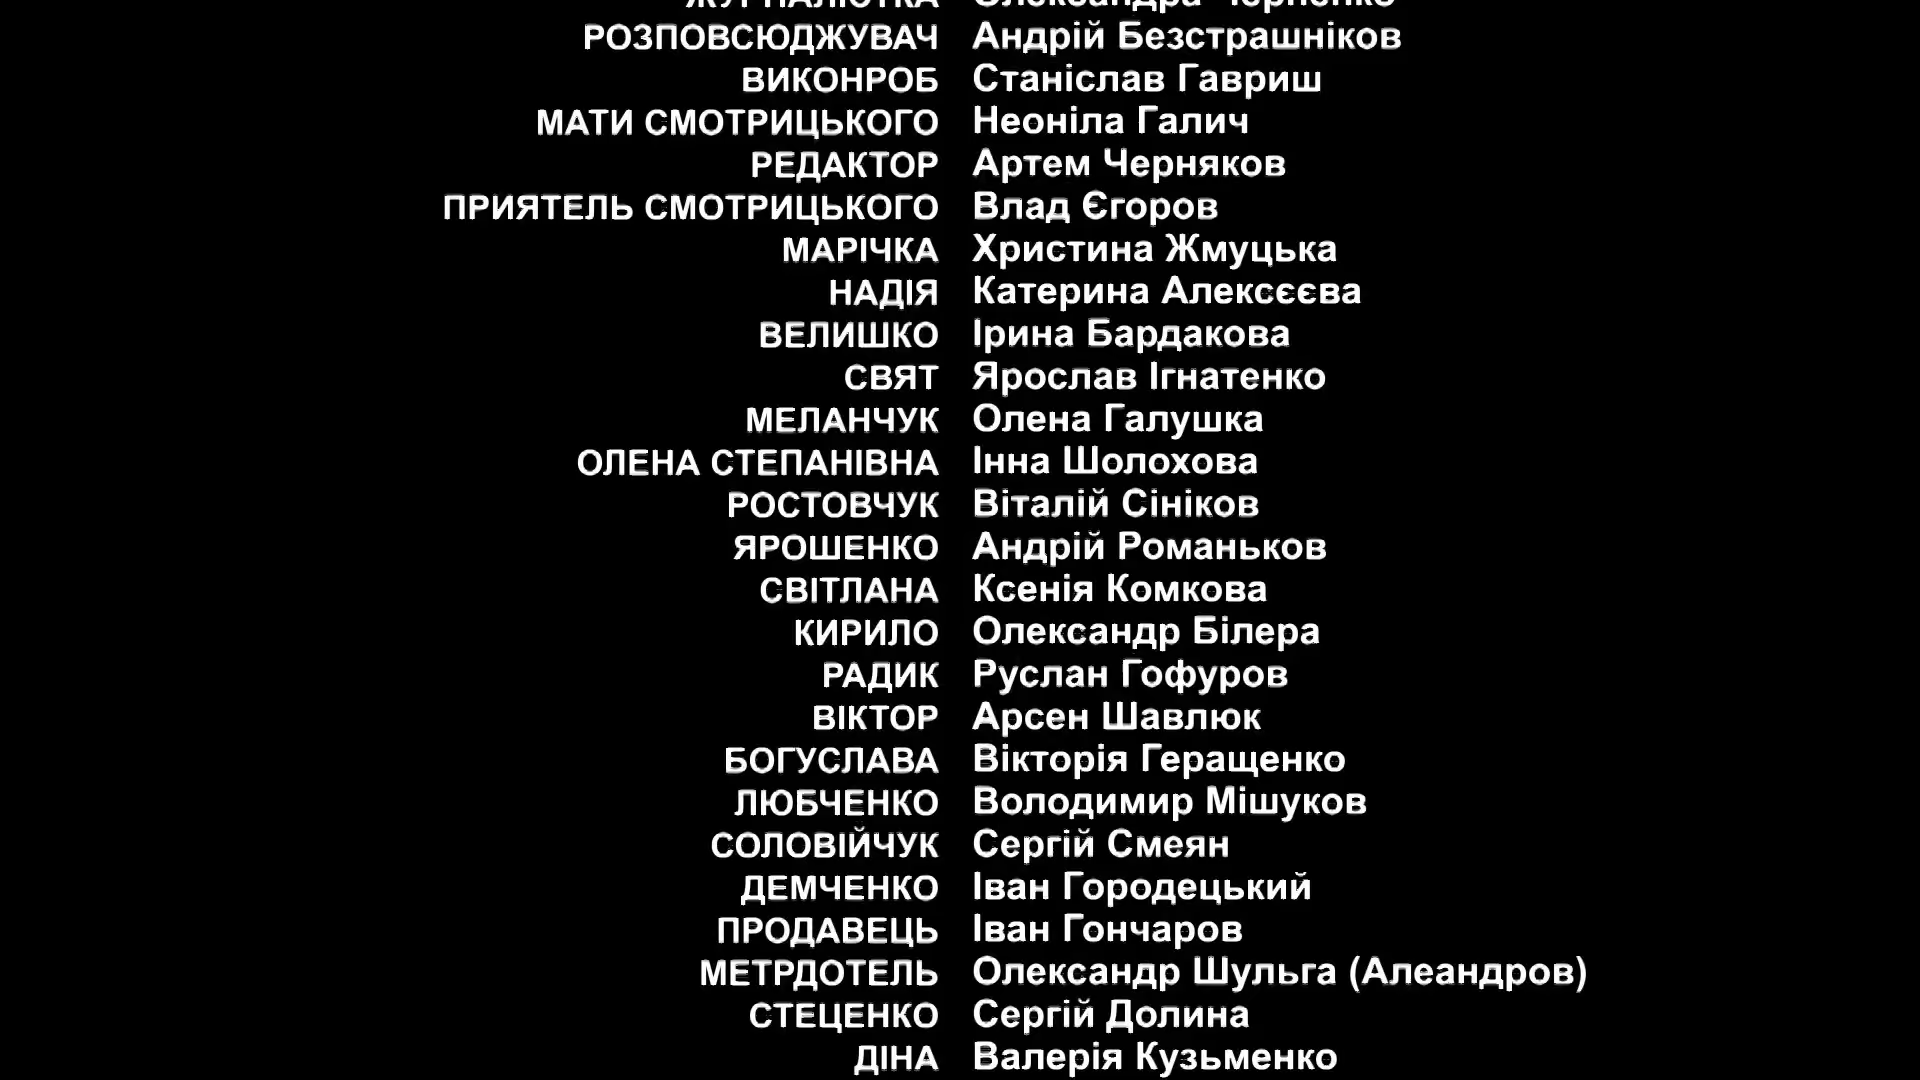 РОЗПОВСЮДЖУВАЧ Андрій Безстрашніков
ВИКОНРОБ Станіслав Гавриш
МАТИ СМОТРИЦЬКОГО Неоніла Галич
РЕДАКТОР Артем Черняков
ПРИЯТЕЛЬ СМОТРИЦЬКОГО Влад Єгоров
МАРІЧКА Христина Жмуцька
НАДІЯ Катерина Алексєєва
ВЕЛИШКО Ірина Бардакова
СВЯТ Ярослав Ігнатенко
МЕЛАНЧУК Олена Галушка
ОЛЕНА СТЕПАНІВНА Інна Шолохова
РОСТОВЧУК Віталій Сініков
ЯРОШЕНКО Андрій Романьков
СВІТЛАНА Ксенія Комкова
КИРИЛО Олександр Білера
РАДИК Руслан Гофуров
ВІКТОР Арсен Шавлюк
БОГУСЛАВА Вікторія Геращенко
ЛЮБЧЕНКО Володимир Мішуков
СОЛОВІЙЧУК Сергій Смеян
ДЕМЧЕНКО Іван Городецький
ПРОДАВЕЦЬ Іван Гончаров
МЕТРДОТЕЛЬ Олександр Шульга (Алеандров)
СТЕЦЕНКО Сергій Долина
ДІНА Валерія Кузьменко